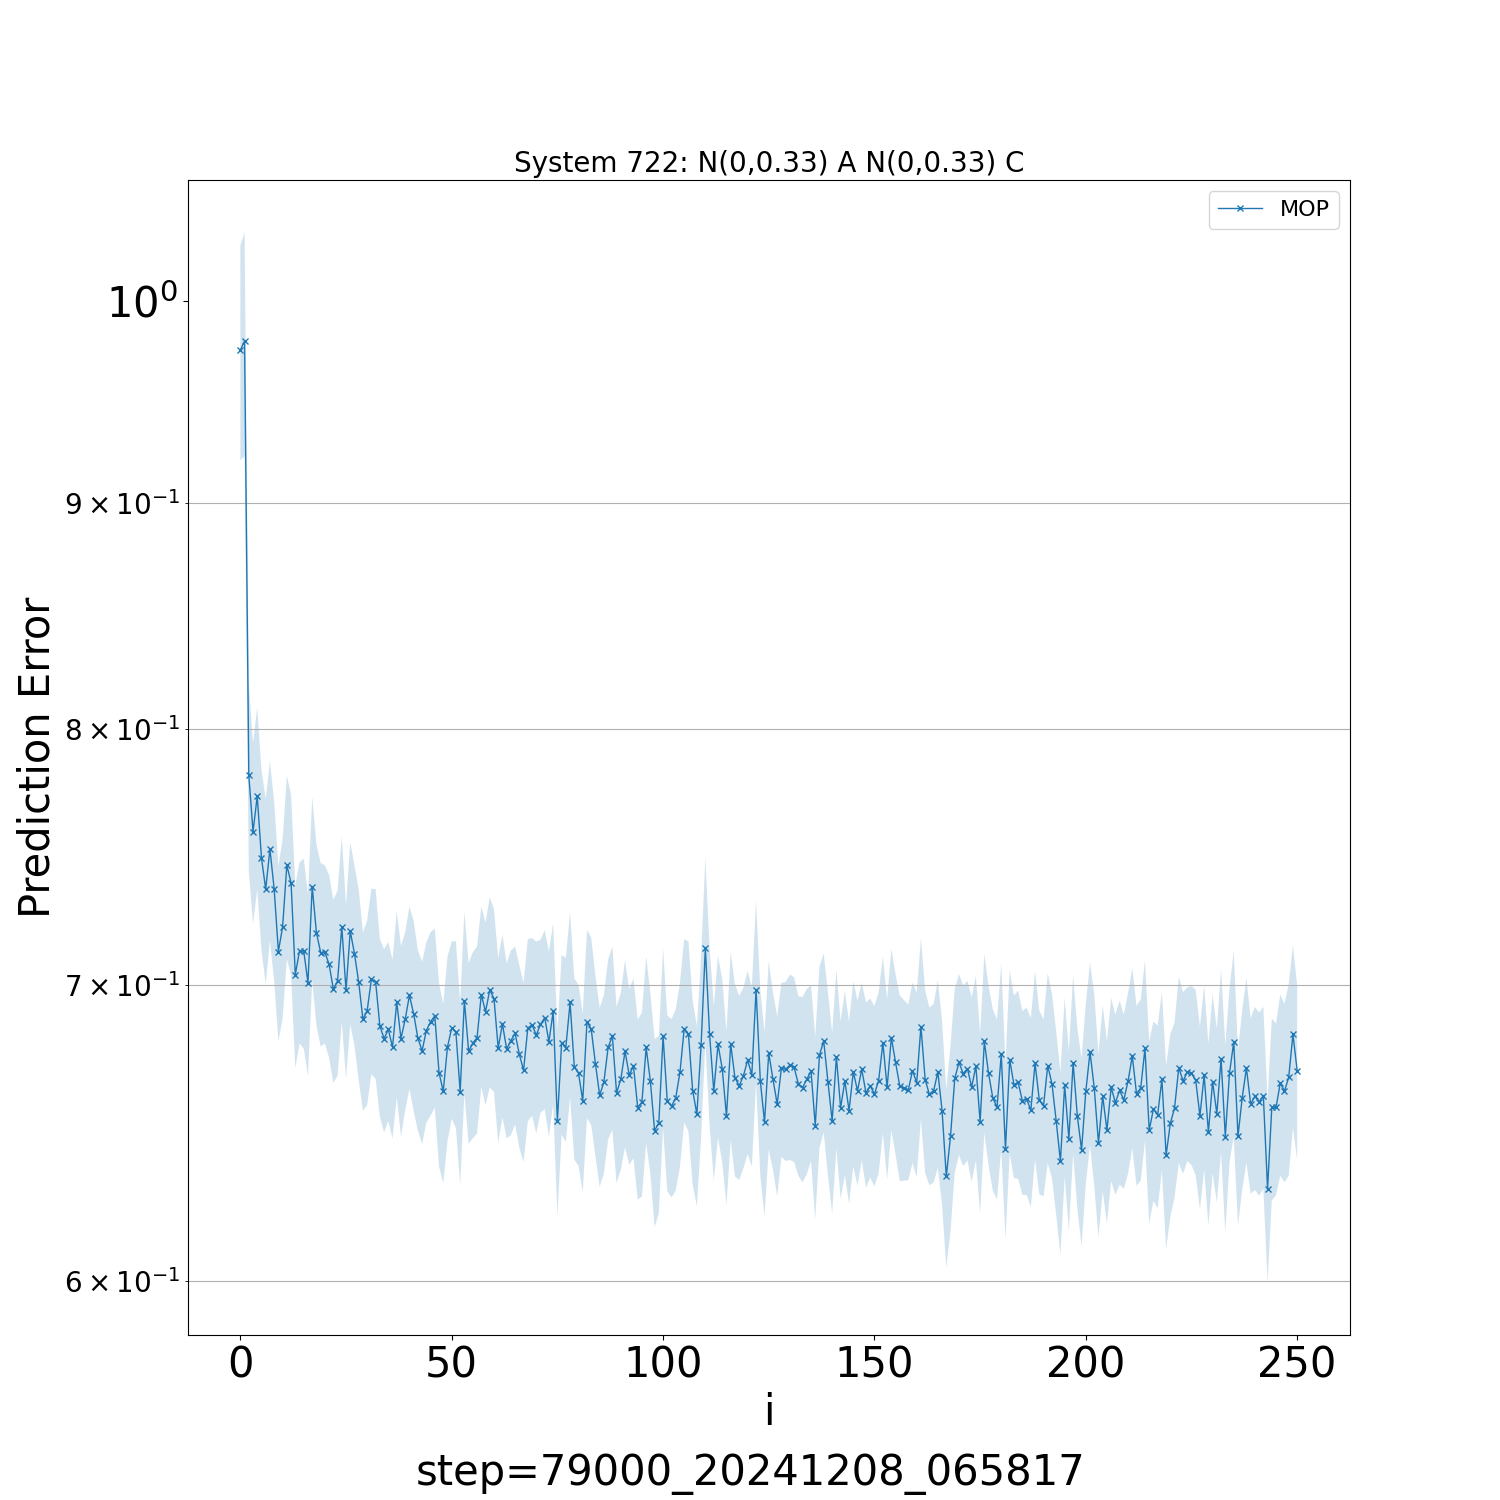 System 722: N(0,0.33) A N(0,0.33) C
MOP
10⁰
9 × 10⁻¹
8 × 10⁻¹
7 × 10⁻¹
6 × 10⁻¹
Prediction Error
0 50 100 150 200 250
i
step=79000_20241208_065817